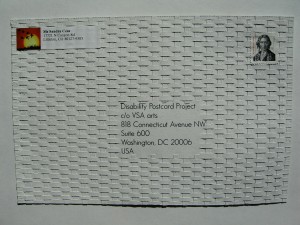 Disability Postcard Project
c/o VSA arts
818 Connecticut Avenue NW
Suite 600
Washington, DC 20006
USA